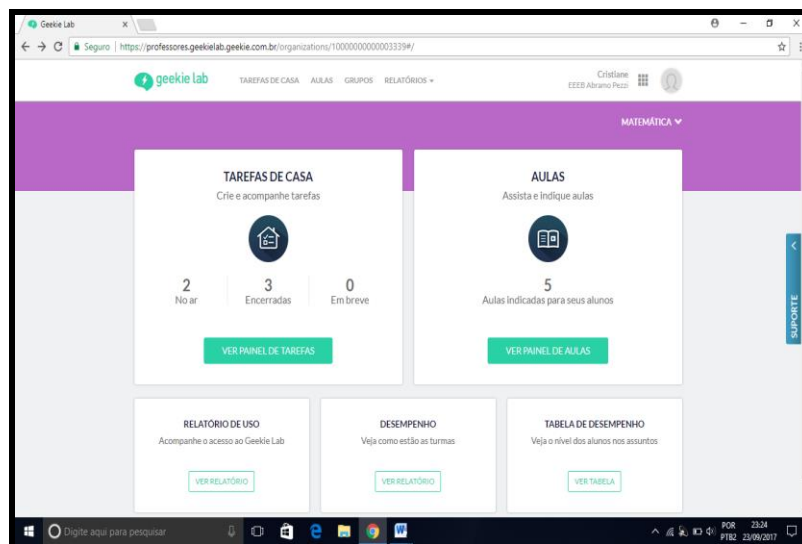 Geekie Lab
Seguro | https://professores.geekielab.geekie.com.br/organizations/10000000000003339#/
geekie lab TAREFAS DE CASA AULAS GRUPOS RELATÓRIOS
Cristiane
EEEB Abramo Pezzi
MATEMÁTICA
TAREFAS DE CASA
Crie e acompanhe tarefas
2 3 0
No ar Encerradas Em breve
VER PAINEL DE TAREFAS
AULAS
Assista e indique aulas
5
Aulas indicadas para seus alunos
VER PAINEL DE AULAS
SUPORTE
RELATÓRIO DE USO
Acompanhe o acesso ao Geekie Lab
VER RELATÓRIO
DESEMPENHO
Veja como estão as turmas
VER RELATÓRIO
TABELA DE DESEMPENHO
Veja o nível dos alunos nos assuntos
VER TABELA
Digite aqui para pesquisar
POR 23:24
PTB2 23/09/2017